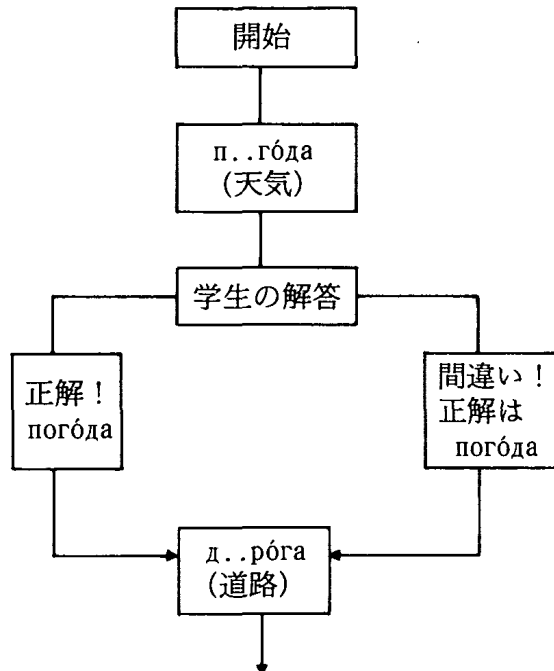 開始
п..го́да
(天気)
学生の解答
正解！
пого́да
間違い！
正解は
пого́да
д..ро́га
(道路)